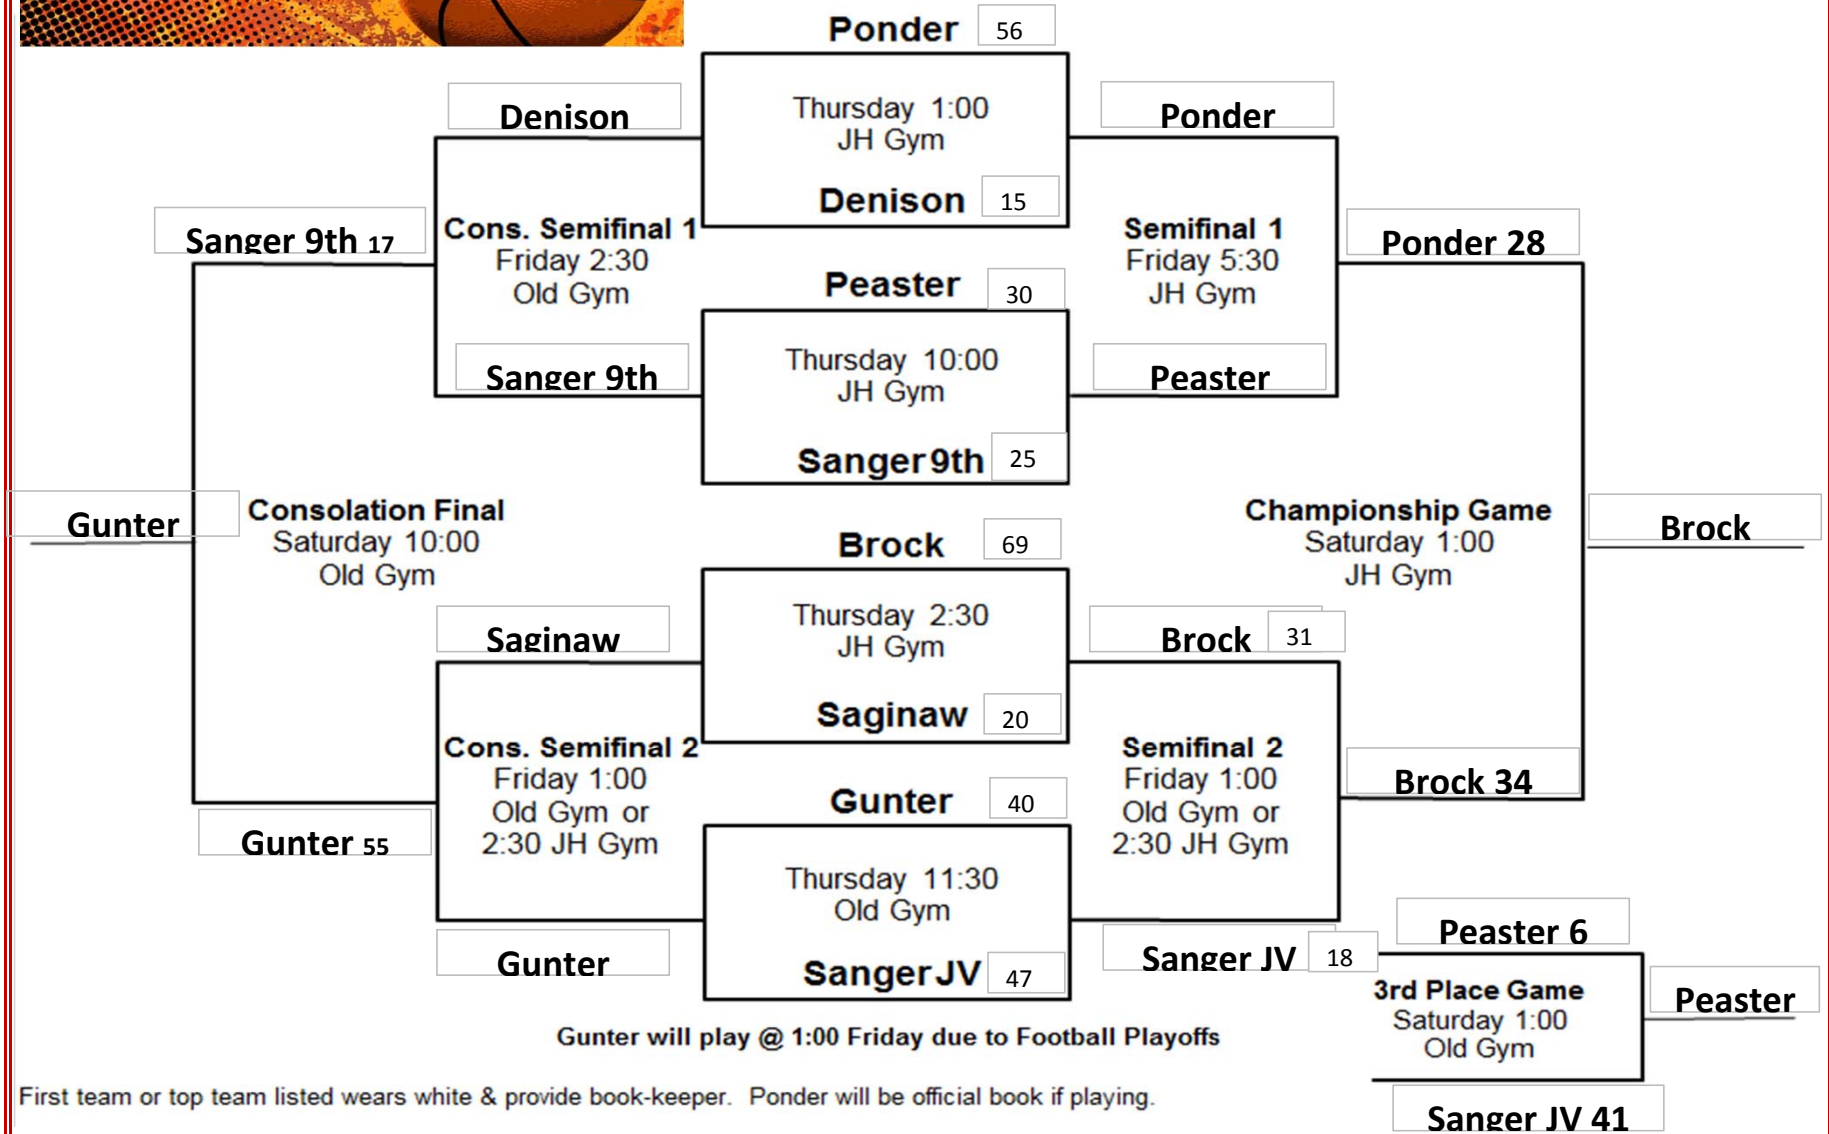 Ponder 56
Thursday 1:00
JH Gym
Denison 15
Denison
Ponder
Cons. Semifinal 1
Friday 2:30
Old Gym
Semifinal 1
Friday 5:30
JH Gym
Sanger 9th 17
Ponder 28
Peaster 30
Thursday 10:00
JH Gym
Sanger 9th 25
Sanger 9th
Peaster
Gunter
Consolation Final
Saturday 10:00
Old Gym
Championship Game
Saturday 1:00
JH Gym
Brock
Brock 69
Thursday 2:30
JH Gym
Saginaw 20
Saginaw
Brock 31
Cons. Semifinal 2
Friday 1:00
Old Gym or
2:30 JH Gym
Semifinal 2
Friday 1:00
Old Gym or
2:30 JH Gym
Brock 34
Gunter 55
Gunter 40
Thursday 11:30
Old Gym
Sanger JV 47
Gunter
Sanger JV 18
Peaster 6
3rd Place Game
Saturday 1:00
Old Gym
Peaster
Sanger JV 41
Gunter will play @ 1:00 Friday due to Football Playoffs
First team or top team listed wears white & provide book-keeper. Ponder will be official book if playing.